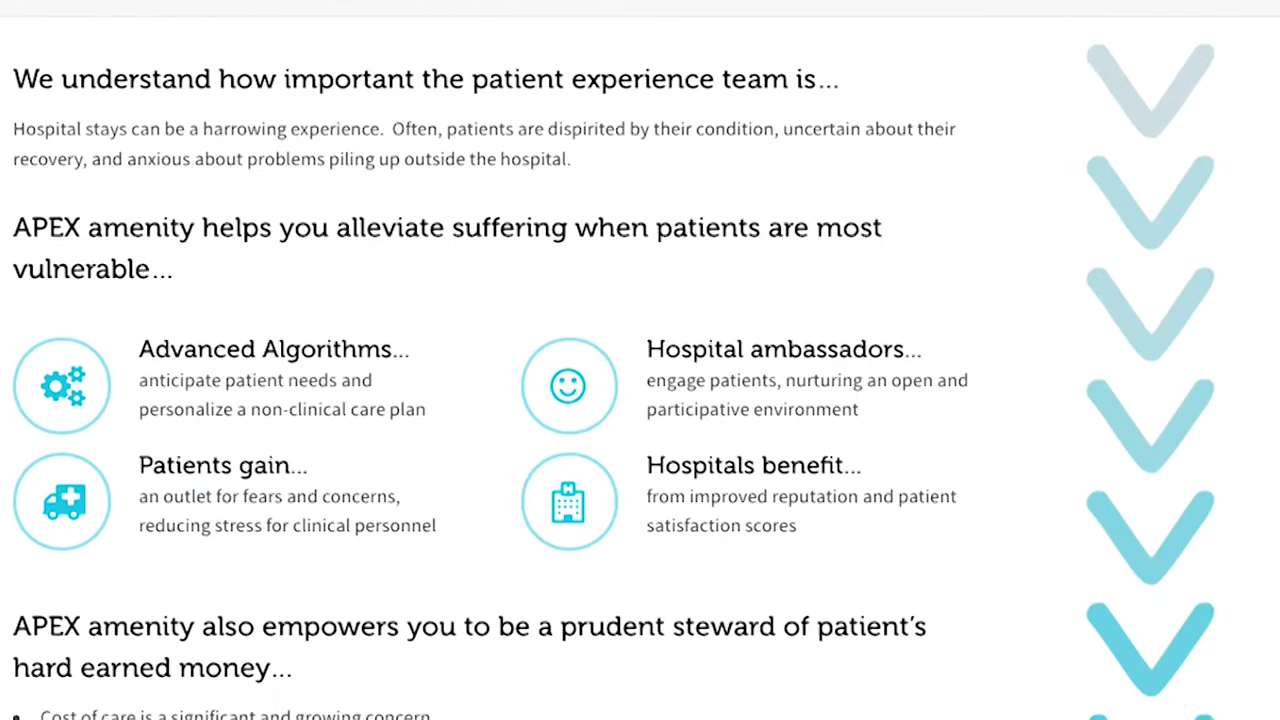 We understand how important the patient experience team is...
Hospital stays can be a harrowing experience.  Often, patients are dispirited by their condition, uncertain about their
recovery, and anxious about problems piling up outside the hospital.
APEX amenity helps you alleviate suffering when patients are most
vulnerable...
Advanced Algorithms...
anticipate patient needs and
personalize a non-clinical care plan
Hospital ambassadors...
engage patients, nurturing an open and
participative environment
Patients gain...
an outlet for fears and concerns,
reducing stress for clinical personnel
Hospitals benefit...
from improved reputation and patient
satisfaction scores
APEX amenity also empowers you to be a prudent steward of patient's
hard earned money...
• Cost of care is a significant and growing concern